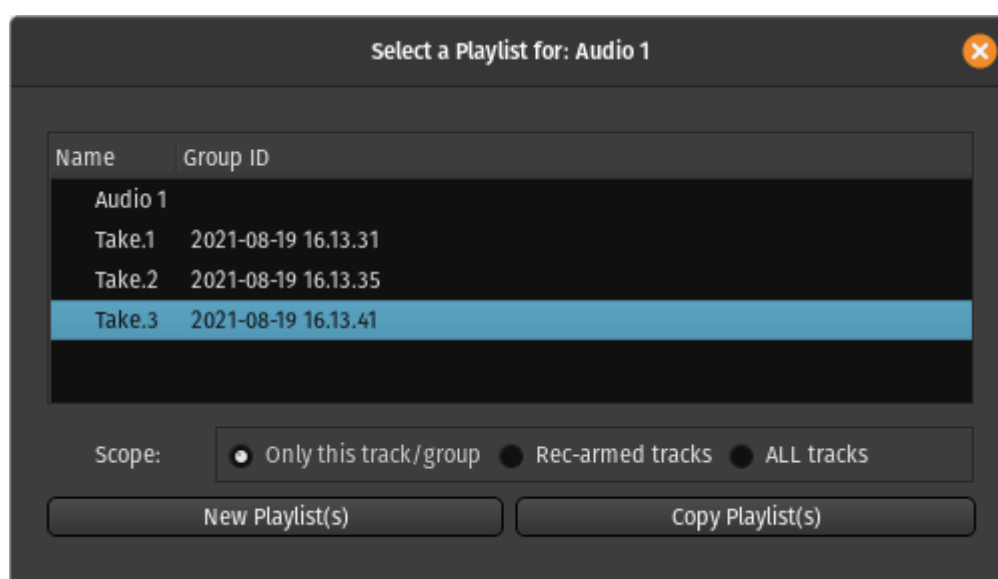 Select a Playlist for: Audio 1
Name Group ID
Audio 1
Take.1 2021-08-19 16.13.31
Take.2 2021-08-19 16.13.35
Take.3 2021-08-19 16.13.41
Scope: Only this track/group Rec-armed tracks ALL tracks
New Playlist(s) Copy Playlist(s)